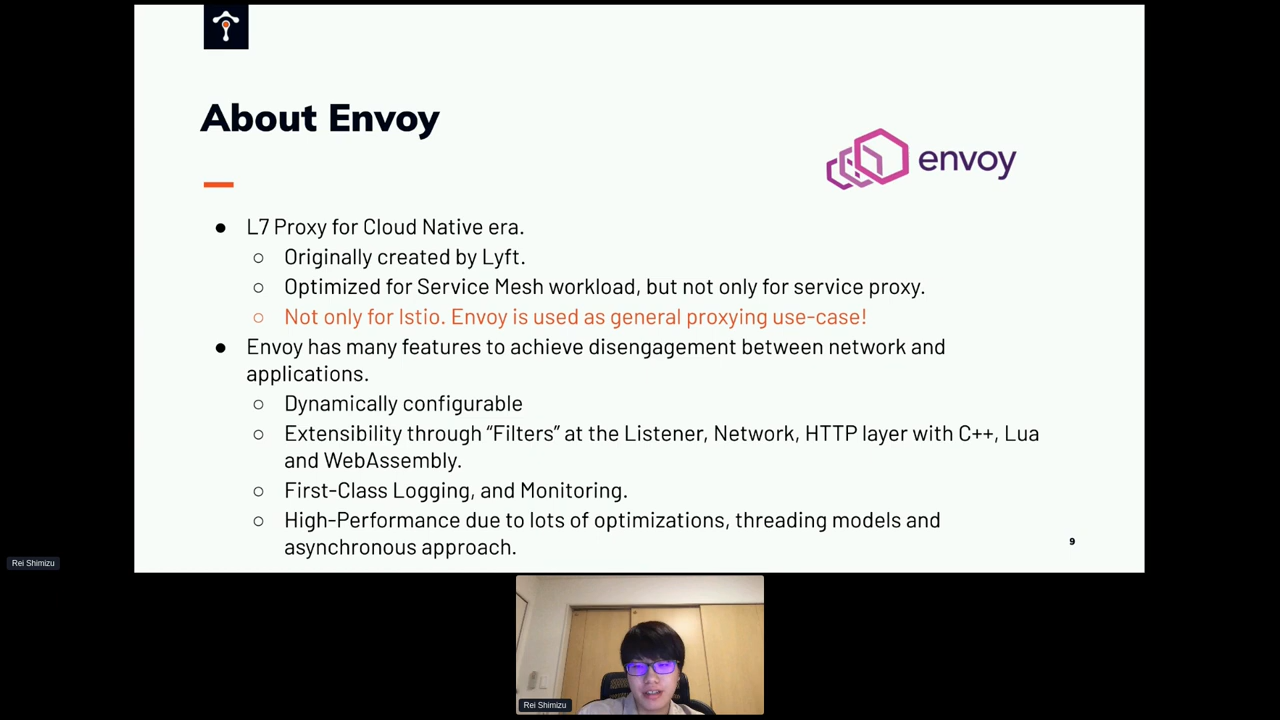 About Envoy
envoy
● L7 Proxy for Cloud Native era.
○ Originally created by Lyft.
○ Optimized for Service Mesh workload, but not only for service proxy.
○ Not only for Istio. Envoy is used as general proxying use-case!
● Envoy has many features to achieve disengagement between network and
applications.
○ Dynamically configurable
○ Extensibility through “Filters” at the Listener, Network, HTTP layer with C++, Lua
and WebAssembly.
○ First-Class Logging, and Monitoring.
○ High-Performance due to lots of optimizations, threading models and
asynchronous approach.
9
Rei Shimizu
Rei Shimizu